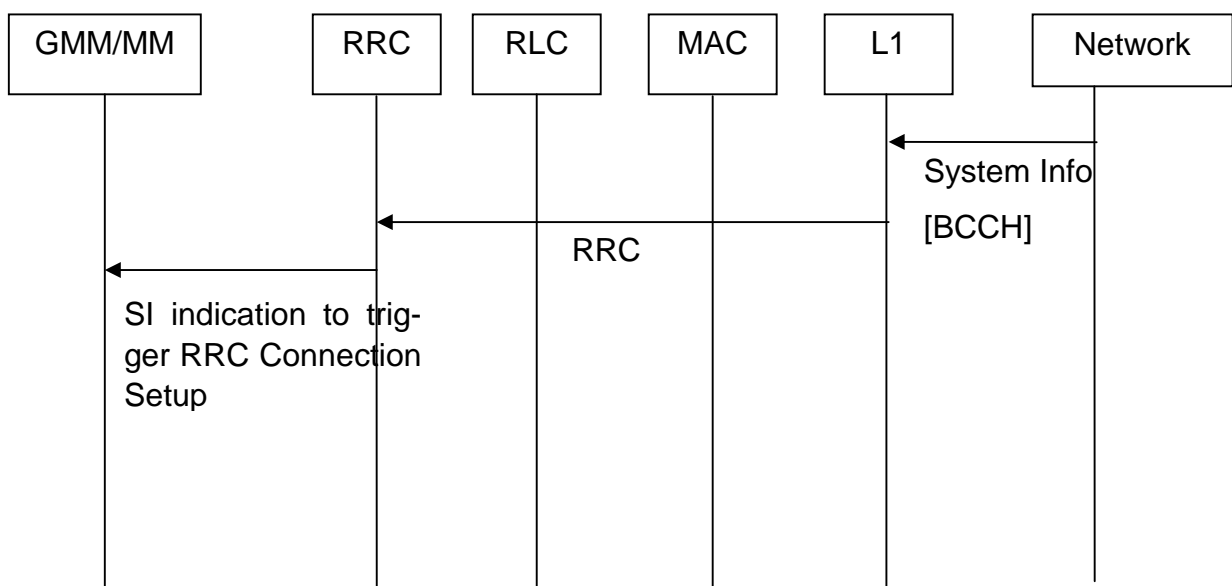 GMM/MM
RRC
RLC
MAC
L1
Network
System Info
[BCCH]
RRC
SI indication to trig-
ger RRC Connection
Setup